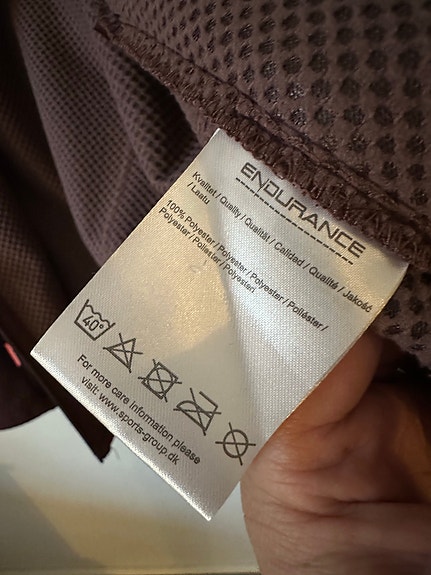 ENDURANCE
Kvalitet / Quality / Qualität / Calidad / Qualité / Jakość
/ Laatu
100% Polyester / Polyester / Polyester / Poliéster /
Polyester / Poliester / Polyesteri
40°
For more care information please
visit: www.sports-group.dk